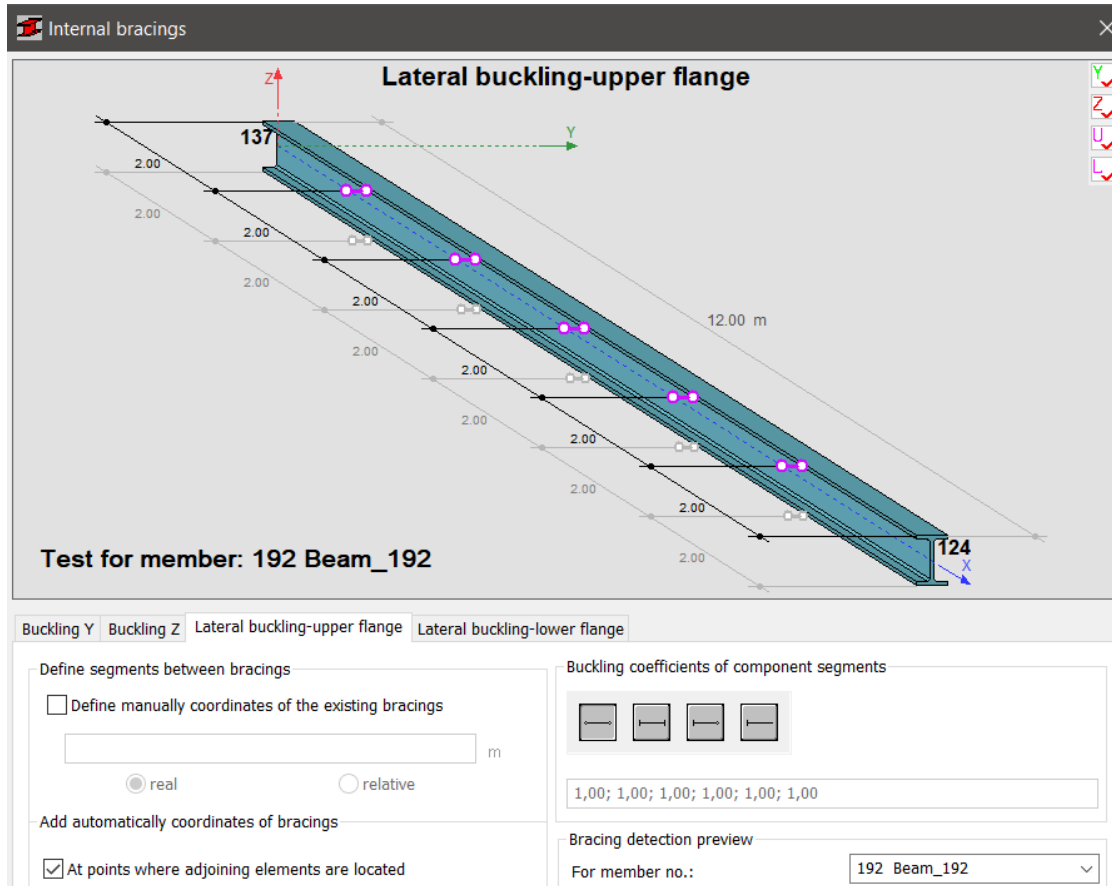 Internal bracings
Lateral buckling-upper flange
Z
Y
Y
Z
U
L
137
2.00
2.00
2.00
2.00
2.00
2.00
2.00
2.00
2.00
2.00
2.00
2.00
12.00 m
124
X
Test for member: 192 Beam_192
Buckling Y
Buckling Z
Lateral buckling-upper flange
Lateral buckling-lower flange
Define segments between bracings
Define manually coordinates of the existing bracings
m
real
relative
Add automatically coordinates of bracings
At points where adjoining elements are located
Buckling coefficients of component segments
1,00; 1,00; 1,00; 1,00; 1,00; 1,00
Bracing detection preview
For member no.:
192 Beam_192